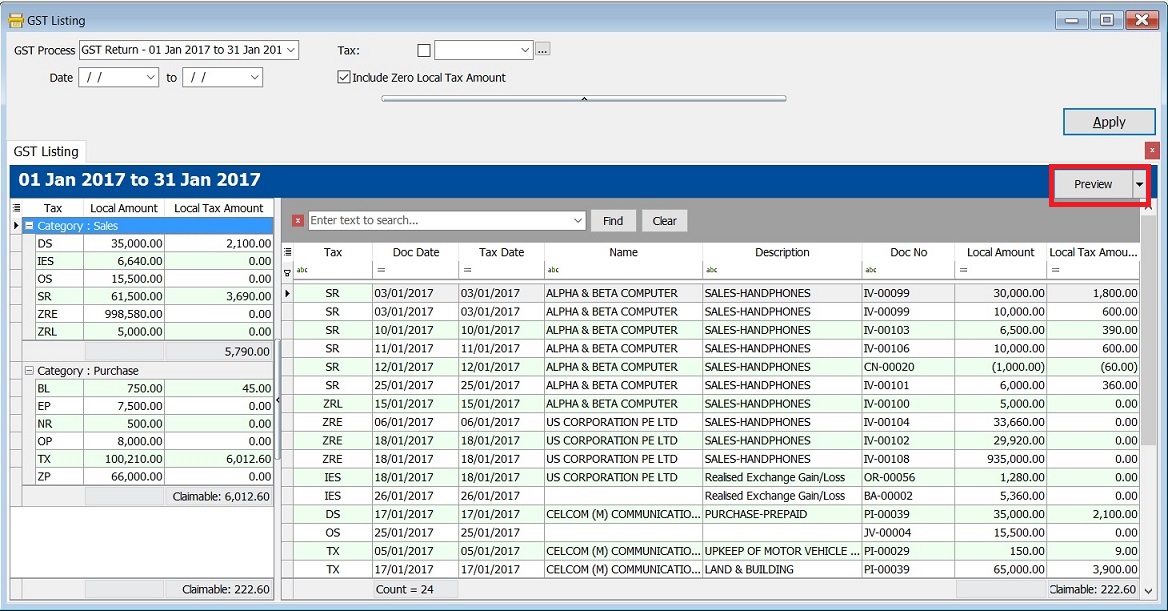 GST Listing
GST Process GST Return - 01 Jan 2017 to 31 Jan 201 Tax: ...
Date / / to / / Include Zero Local Tax Amount
Apply
GST Listing x
01 Jan 2017 to 31 Jan 2017 Preview
Tax Local Amount Local Tax Amount
Category : Sales
DS 35,000.00 2,100.00
IES 6,640.00 0.00
OS 15,500.00 0.00
SR 61,500.00 3,690.00
ZRE 998,580.00 0.00
ZRL 5,000.00 0.00
5,790.00
Category : Purchase
BL 750.00 45.00
EP 7,500.00 0.00
NR 500.00 0.00
OP 8,000.00 0.00
TX 100,210.00 6,012.60
ZP 66,000.00 0.00
Claimable: 6,012.60
Claimable: 222.60
x Enter text to search... Find Clear
Tax Doc Date Tax Date Name Description Doc No Local Amount Local Tax Amou...
abc = = abc abc abc = =
SR 03/01/2017 03/01/2017 ALPHA & BETA COMPUTER SALES-HANDPHONES IV-00099 30,000.00 1,800.00
SR 03/01/2017 03/01/2017 ALPHA & BETA COMPUTER SALES-HANDPHONES IV-00099 10,000.00 600.00
SR 10/01/2017 10/01/2017 ALPHA & BETA COMPUTER SALES-HANDPHONES IV-00103 6,500.00 390.00
SR 11/01/2017 11/01/2017 ALPHA & BETA COMPUTER SALES-HANDPHONES IV-00106 10,000.00 600.00
SR 12/01/2017 12/01/2017 ALPHA & BETA COMPUTER SALES-HANDPHONES CN-00020 (1,000.00) (60.00)
SR 25/01/2017 25/01/2017 ALPHA & BETA COMPUTER SALES-HANDPHONES IV-00101 6,000.00 360.00
ZRL 15/01/2017 15/01/2017 ALPHA & BETA COMPUTER SALES-HANDPHONES IV-00100 5,000.00 0.00
ZRE 06/01/2017 06/01/2017 US CORPORATION PE LTD SALES-HANDPHONES IV-00104 33,660.00 0.00
ZRE 18/01/2017 18/01/2017 US CORPORATION PE LTD SALES-HANDPHONES IV-00102 29,920.00 0.00
ZRE 18/01/2017 18/01/2017 US CORPORATION PE LTD SALES-HANDPHONES IV-00108 935,000.00 0.00
IES 18/01/2017 18/01/2017 US CORPORATION PE LTD Realised Exchange Gain/Loss OR-00056 1,280.00 0.00
IES 26/01/2017 26/01/2017 Realised Exchange Gain/Loss BA-00002 5,360.00 0.00
DS 17/01/2017 17/01/2017 CELCOM (M) COMMUNICATIO... PURCHASE-PREPAID PI-00039 35,000.00 2,100.00
OS 25/01/2017 25/01/2017 JV-00004 15,500.00 0.00
TX 05/01/2017 05/01/2017 CELCOM (M) COMMUNICATIO... UPKEEP OF MOTOR VEHICLE ... PI-00029 150.00 9.00
TX 17/01/2017 17/01/2017 CELCOM (M) COMMUNICATIO... LAND & BUILDING PI-00039 65,000.00 3,900.00
Count = 24 Claimable: 222.60